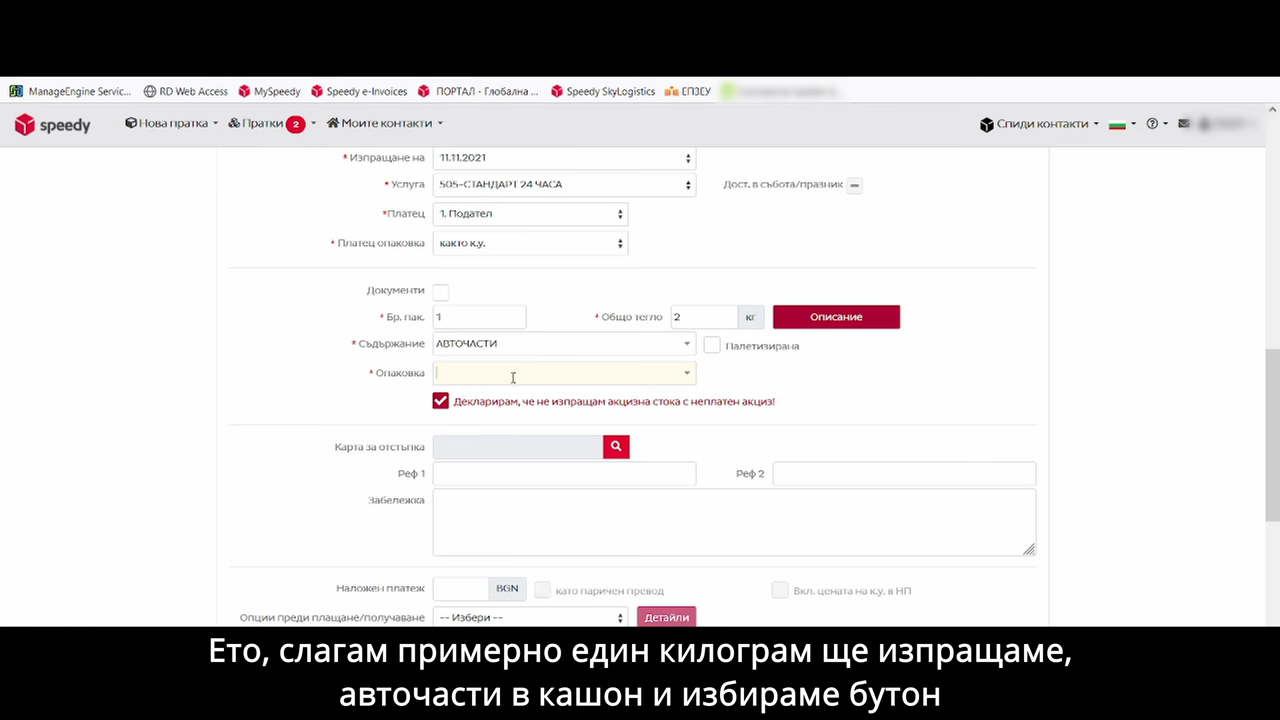 ManageEngine Servic...
RD Web Access
MySpeedy
Speedy e-Invoices
ПОРТАЛ - Глобална ...
Speedy SkyLogistics
ЕПЗЕУ
speedy
Нова пратка
Пратки 2
Моите контакти
Спиди контакти
* Изпращане на 11.11.2021
* Услуга 505-СТАНДАРТ 24 ЧАСА Дост. в събота/празник
*Платец 1. Подател
* Платец опаковка както к.у.
Документи
* Бр. пак. 1 * Общо тегло 2 кг Описание
* Съдържание АВТОЧАСТИ Палетизирана
* Опаковка
Декларирам, че не изпращам акцизна стока с неплатен акциз!
Карта за отстъпка
Реф 1 Реф 2
Забележка
Наложен платеж BGN като паричен превод Вкл. цената на к.у. в НП
Опции преди плащане/получаване -- Избери -- Детайли
Ето, слагам примерно един килограм ще изпращаме,
авточасти в кашон и избираме бутон